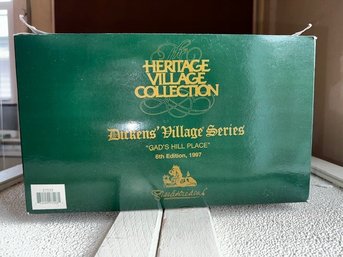 The
HERITAGE
VILLAGE
COLLECTION
Dickens' Village Series
"GAD'S HILL PLACE"
6th Edition, 1997